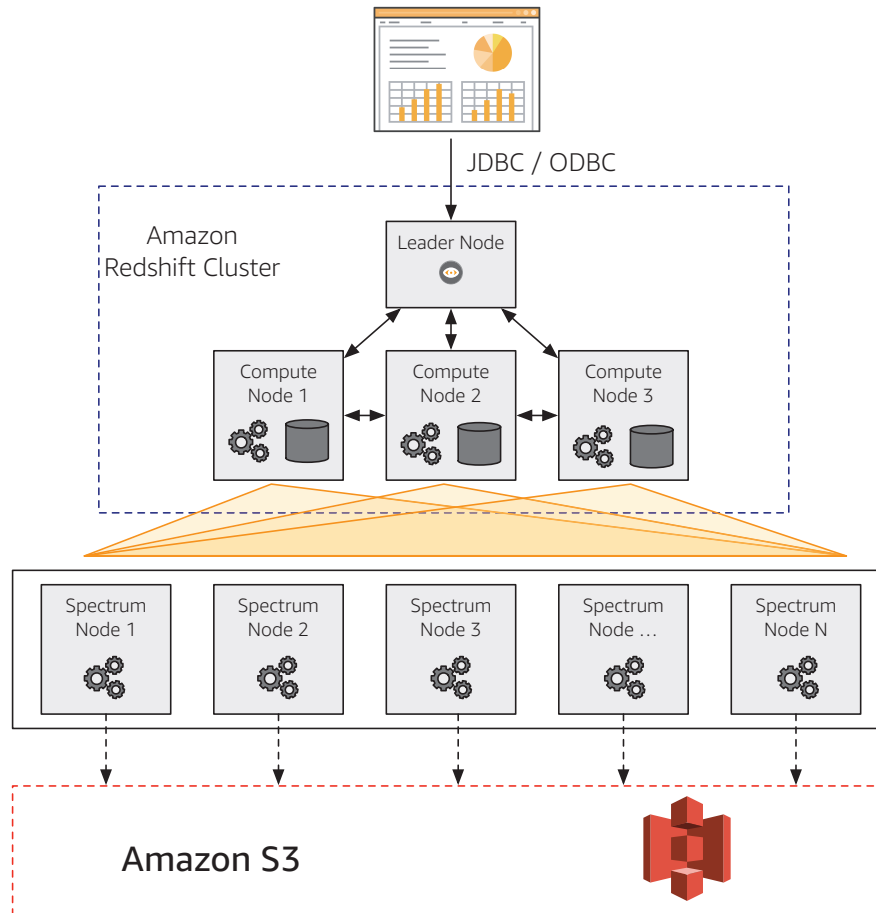 JDBC / ODBC
Amazon
Redshift Cluster
Leader Node
Compute
Node 1
Compute
Node 2
Compute
Node 3
Spectrum
Node 1
Spectrum
Node 2
Spectrum
Node 3
Spectrum
Node ...
Spectrum
Node N
Amazon S3